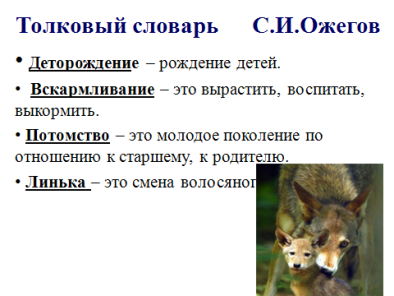 Толковый словарь С.И.Ожегов
• Деторождение – рождение детей.
• Вскармливание – это вырастить, воспитать,
выкормить.
• Потомство – это молодое поколение по
отношению к старшему, к родителю.
• Линька – это смена